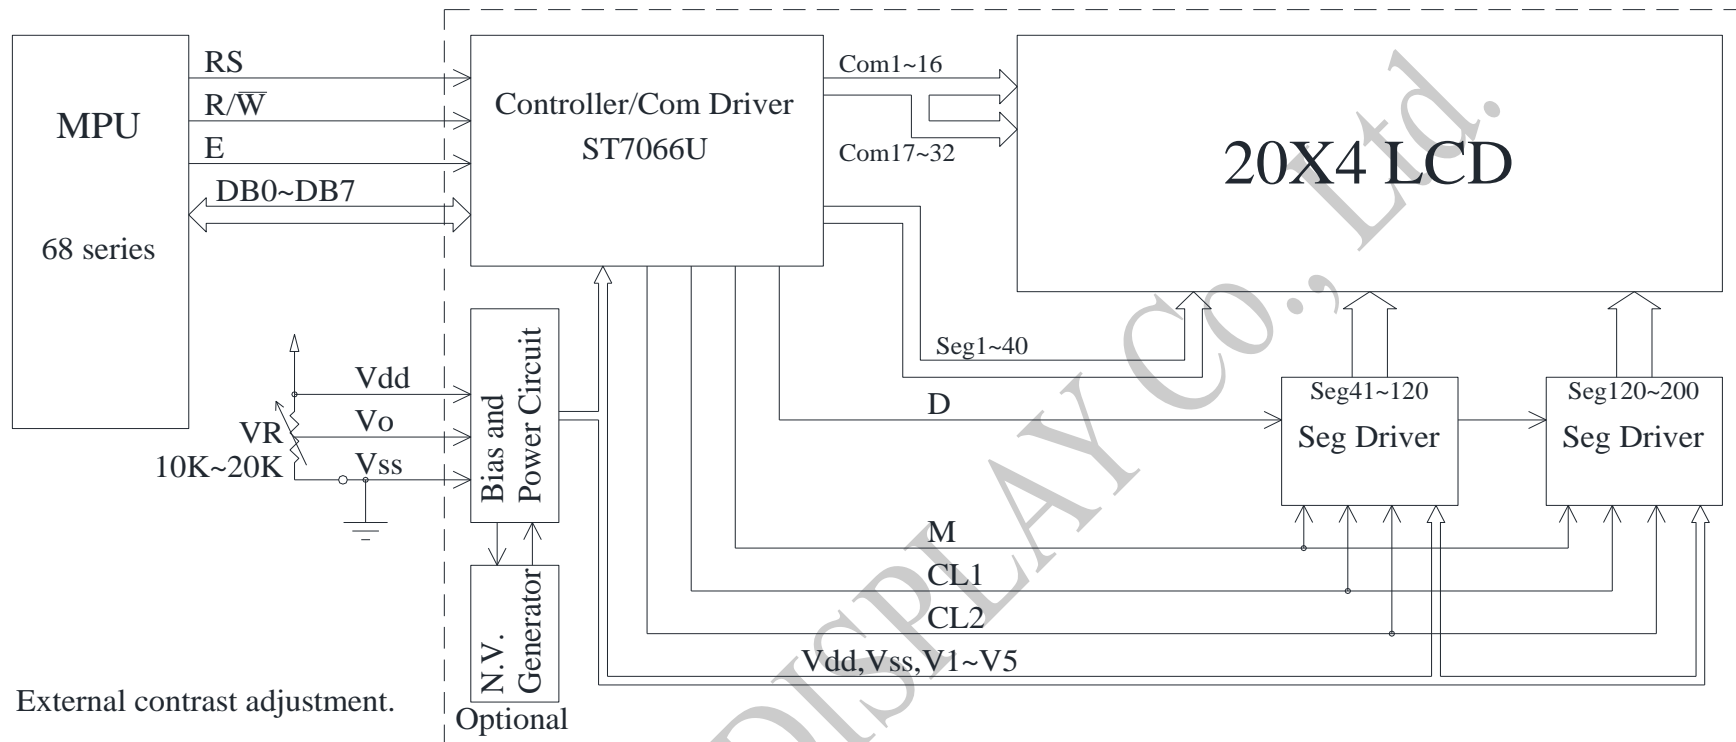 RS
R/W̅
E
DB0~DB7
MPU
68 series
Controller/Com Driver
ST7066U
Com1~16
Com17~32
20X4 LCD
Seg1~40
Vdd
Vo
Vss
VR
10K~20K
Bias and
Power Circuit
D
Seg41~120
Seg Driver
Seg120~200
Seg Driver
M
CL1
CL2
Vdd,Vss,V1~V5
N.V.
Generator
Optional
External contrast adjustment.
DISPLAY Co., Ltd.